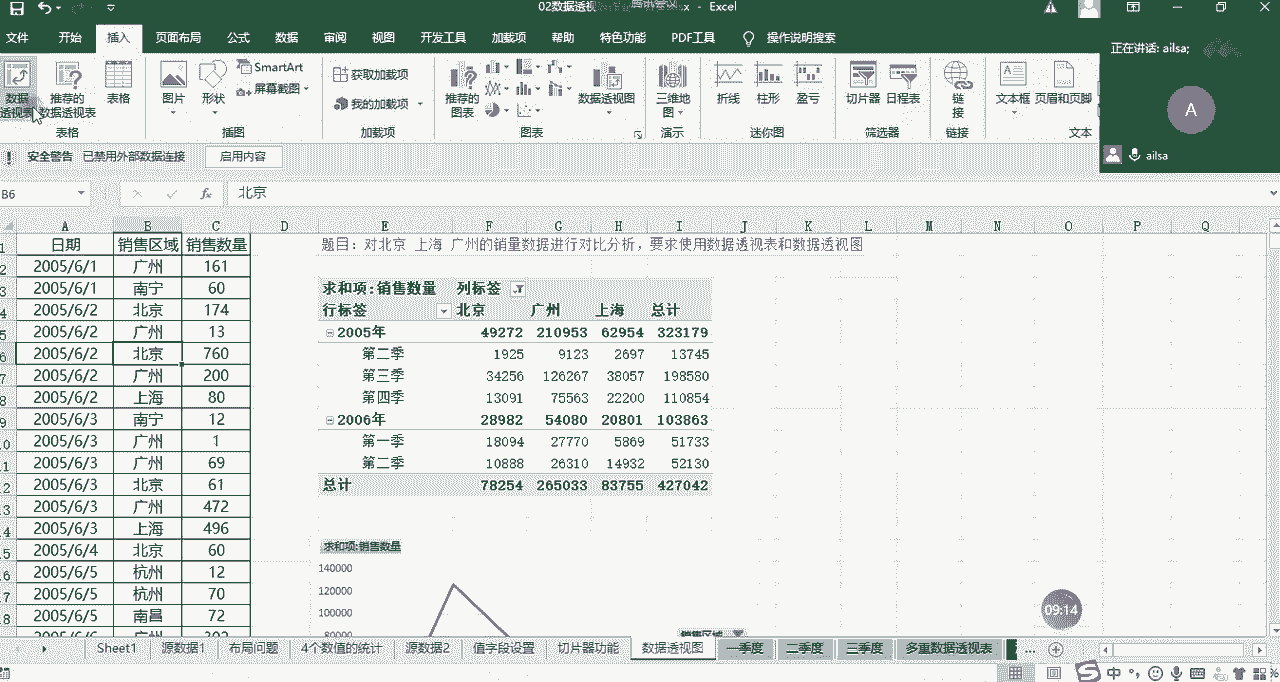 02数据透视 腾讯会议 .x - Excel
文件 开始 插入 页面布局 公式 数据 审阅 视图 开发工具 加载项 帮助 特色功能 PDF工具 操作说明搜索
正在讲话: ailsa;
数据透视表 推荐的数据透视表 表格 图片 形状 SmartArt 屏幕截图 获取加载项 我的加载项 推荐的图表 数据透视图 三维地图 折线 柱形 盈亏 切片器 日程表 链接 文本框 页眉和页脚
表格 插图 加载项 图表 演示 迷你图 筛选器 链接 文本
A
ailsa
! 安全警告 已禁用外部数据连接 启用内容
B6 fx 北京
A B C D E F G H I J K L M N O P Q
1 日期 销售区域 销售数量 题目：对北京 上海 广州的销量数据进行对比分析，要求使用数据透视表和数据透视图
2 2005/6/1 广州 161
3 2005/6/1 南宁 60 求和项:销售数量 列标签
4 2005/6/2 北京 174 行标签 北京 广州 上海 总计
5 2005/6/2 广州 13 2005年 49272 210953 62954 323179
6 2005/6/2 北京 760 第二季 1925 9123 2697 13745
7 2005/6/2 广州 200 第三季 34256 126267 38057 198580
8 2005/6/2 上海 80 第四季 13091 75563 22200 110854
9 2005/6/3 南宁 12 2006年 28982 54080 20801 103863
0 2005/6/3 广州 1 第一季 18094 27770 5869 51733
1 2005/6/3 广州 69 第二季 10888 26310 14932 52130
2 2005/6/3 北京 61 总计 78254 265033 83755 427042
3 2005/6/3 广州 472
4 2005/6/3 上海 496
5 2005/6/4 北京 60 求和项:销售数量
6 2005/6/5 杭州 12 140000
7 2005/6/5 杭州 70 120000
8 2005/6/5 南昌 72 100000
09:14
80000 销售区域
Sheet1 源数据1 布局问题 4个数值的统计 源数据2 值字段设置 切片器功能 数据透视图 一季度 二季度 三季度 多重数据透视表 ...
S 中